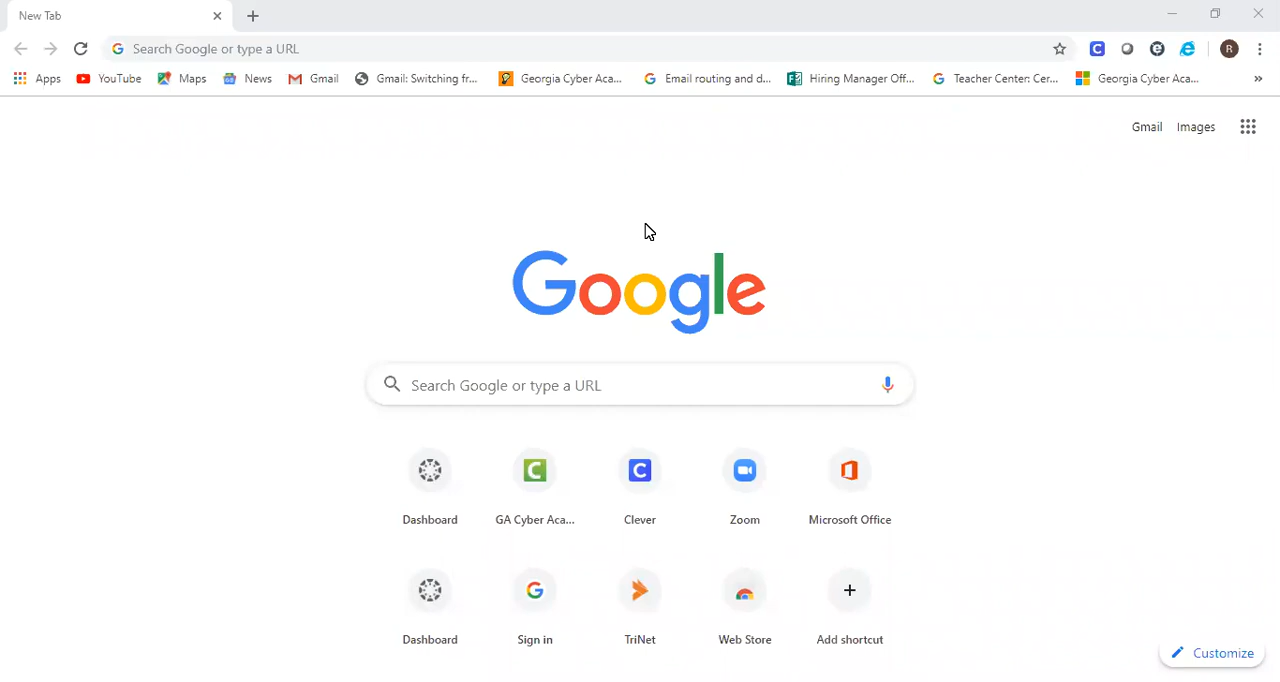 New Tab
Search Google or type a URL
R
Apps YouTube Maps News Gmail Gmail: Switching fr... Georgia Cyber Aca... Email routing and d... Hiring Manager Off... Teacher Center: Cer... Georgia Cyber Aca... »
Gmail Images
Google
Search Google or type a URL
Dashboard GA Cyber Aca... Clever Zoom Microsoft Office
Dashboard Sign in TriNet Web Store Add shortcut
Customize